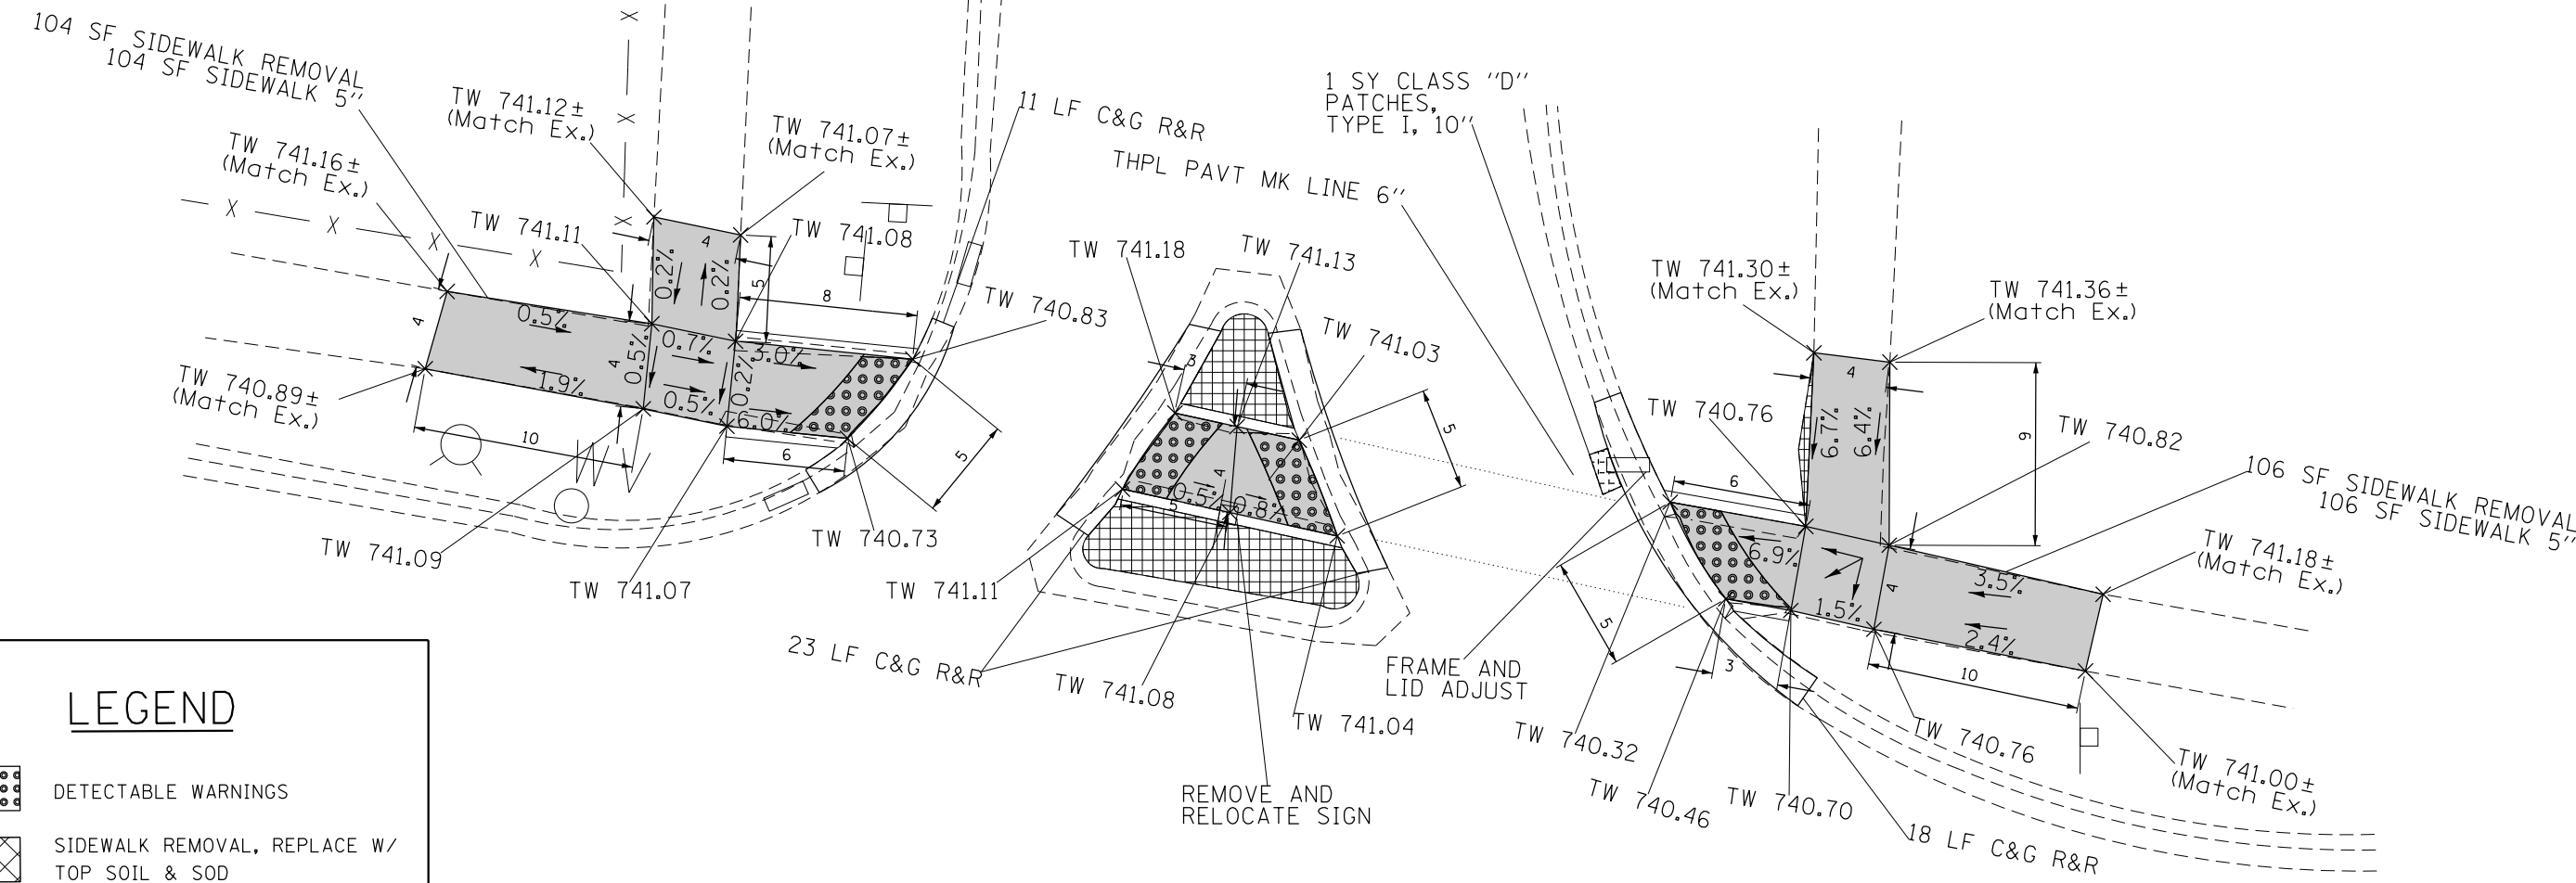 104 SF SIDEWALK REMOVAL
104 SF SIDEWALK 5"
TW 741.12±
(Match Ex.)
TW 741.07±
(Match Ex.)
TW 741.16±
(Match Ex.)
TW 741.11
TW 741.08
11 LF C&G R&R
THPL PAVT MK LINE 6"
1 SY CLASS "D"
PATCHES,
TYPE I, 10"
X
X
X
X
X
X
X
4
0.2%
0.2%
5
8
TW 740.83
0.5%
0.7%
3.0%
4
4
0.5%
0.2%
1.9%
0.5%
6.0%
TW 740.89±
(Match Ex.)
10
W
6
5
TW 741.09
TW 741.07
TW 740.73
TW 741.18
TW 741.13
TW 741.03
3
4
5
0.5%
0.8%
5
TW 741.11
23 LF C&G R&R
TW 741.08
TW 741.04
REMOVE AND
RELOCATE SIGN
FRAME AND
LID ADJUST
TW 741.30±
(Match Ex.)
TW 741.36±
(Match Ex.)
4
TW 740.76
6.7%
6.4%
9
TW 740.82
106 SF SIDEWALK REMOVAL
106 SF SIDEWALK 5"
6
6.9%
3.5%
TW 741.18±
(Match Ex.)
4
1.5%
2.4%
5
3
10
TW 740.32
TW 740.46
TW 740.70
TW 740.76
TW 741.00±
(Match Ex.)
18 LF C&G R&R
LEGEND
DETECTABLE WARNINGS
SIDEWALK REMOVAL, REPLACE W/
TOP SOIL & SOD